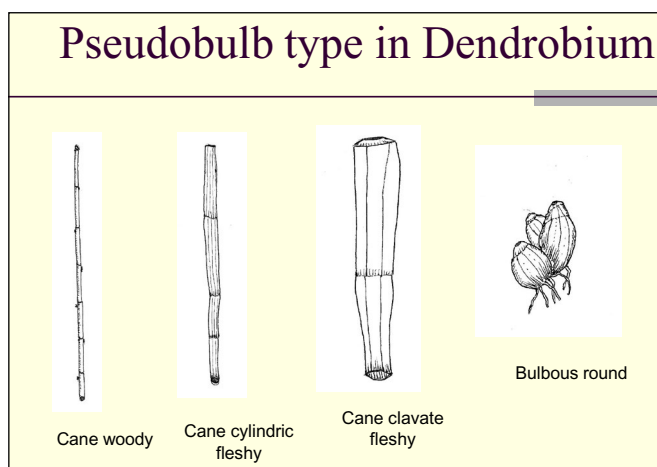 Pseudobulb type in Dendrobium
Cane woody
Cane cylindric
fleshy
Cane clavate
fleshy
Bulbous round